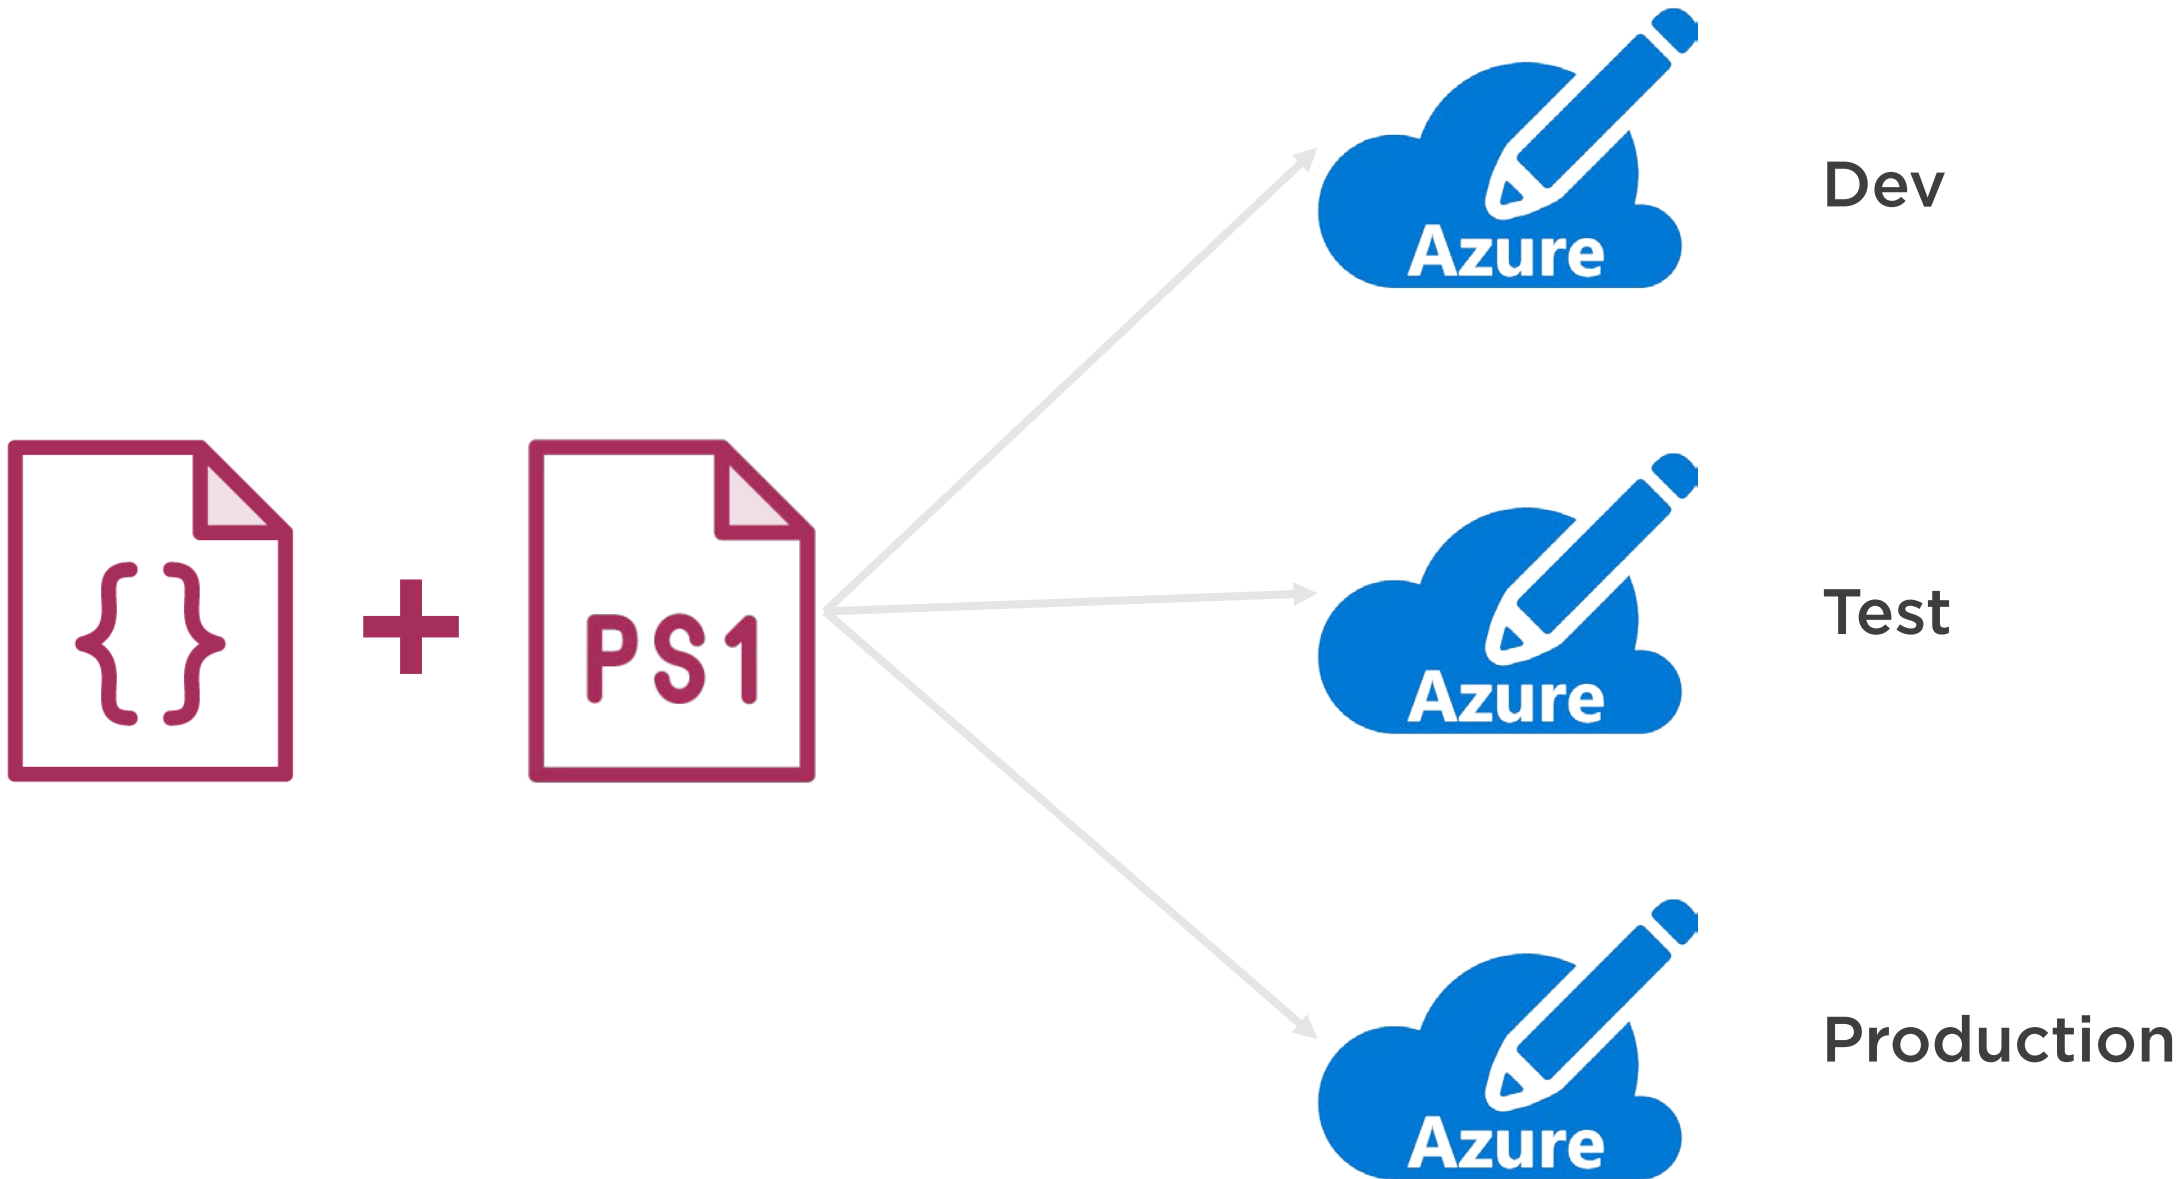 {}
+
PS1
Azure
Dev
Azure
Test
Azure
Production